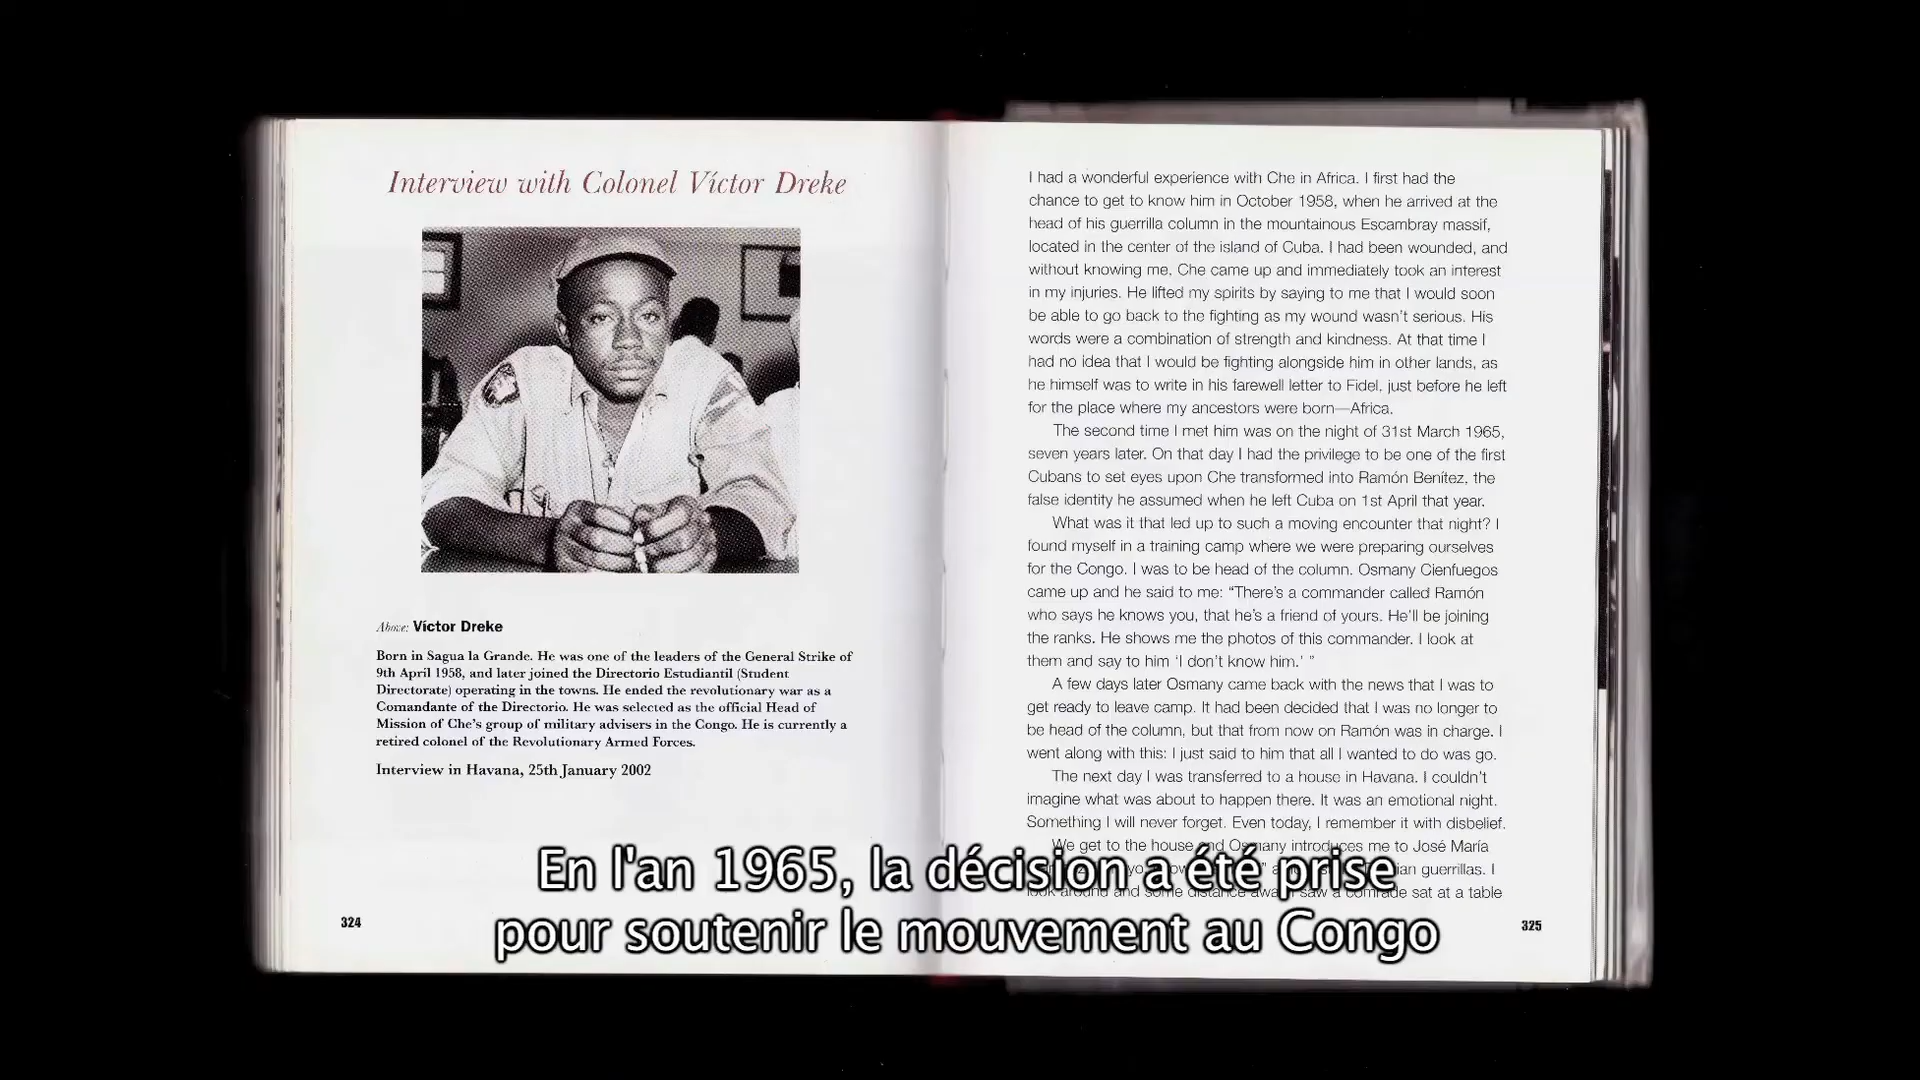 Interview with Colonel Víctor Dreke
Above: Víctor Dreke
Born in Sagua la Grande. He was one of the leaders of the General Strike of
9th April 1958, and later joined the Directorio Estudiantil (Student
Directorate) operating in the towns. He ended the revolutionary war as a
Comandante of the Directorio. He was selected as the official Head of
Mission of Che's group of military advisers in the Congo. He is currently a
retired colonel of the Revolutionary Armed Forces.
Interview in Havana, 25th January 2002
324
I had a wonderful experience with Che in Africa. I first had the
chance to get to know him in October 1958, when he arrived at the
head of his guerrilla column in the mountainous Escambray massif,
located in the center of the island of Cuba. I had been wounded, and
without knowing me, Che came up and immediately took an interest
in my injuries. He lifted my spirits by saying to me that I would soon
be able to go back to the fighting as my wound wasn't serious. His
words were a combination of strength and kindness. At that time I
had no idea that I would be fighting alongside him in other lands, as
he himself was to write in his farewell letter to Fidel, just before he left
for the place where my ancestors were born—Africa.
The second time I met him was on the night of 31st March 1965,
seven years later. On that day I had the privilege to be one of the first
Cubans to set eyes upon Che transformed into Ramón Benítez, the
false identity he assumed when he left Cuba on 1st April that year.
What was it that led up to such a moving encounter that night? I
found myself in a training camp where we were preparing ourselves
for the Congo. I was to be head of the column. Osmany Cienfuegos
came up and he said to me: “There's a commander called Ramón
who says he knows you, that he's a friend of yours. He'll be joining
the ranks. He shows me the photos of this commander. I look at
them and say to him ‘I don't know him.’ ”
A few days later Osmany came back with the news that I was to
get ready to leave camp. It had been decided that I was no longer to
be head of the column, but that from now on Ramón was in charge. I
went along with this: I just said to him that all I wanted to do was go.
The next day I was transferred to a house in Havana. I couldn't
imagine what was about to happen there. It was an emotional night.
Something I will never forget. Even today, I remember it with disbelief.
We get to the house and Osmany introduces me to José María
guerrillas. I
look around and some distance away I saw a comrade sat at a table
325
En l'an 1965, la décision a été prise
pour soutenir le mouvement au Congo